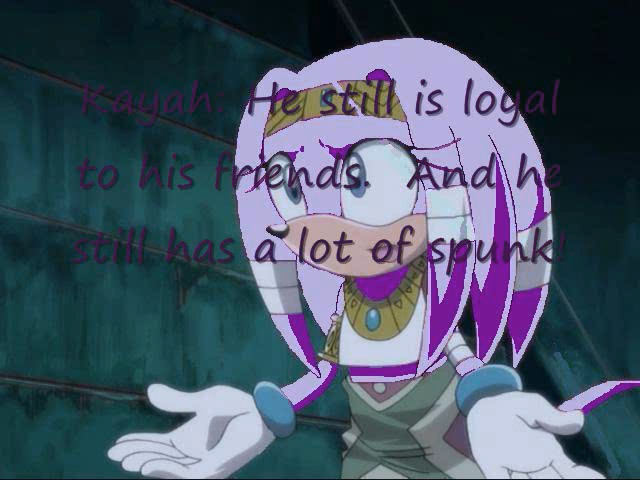 Kayah: He still is loyal
to his friends. And he
still has a lot of spunk!